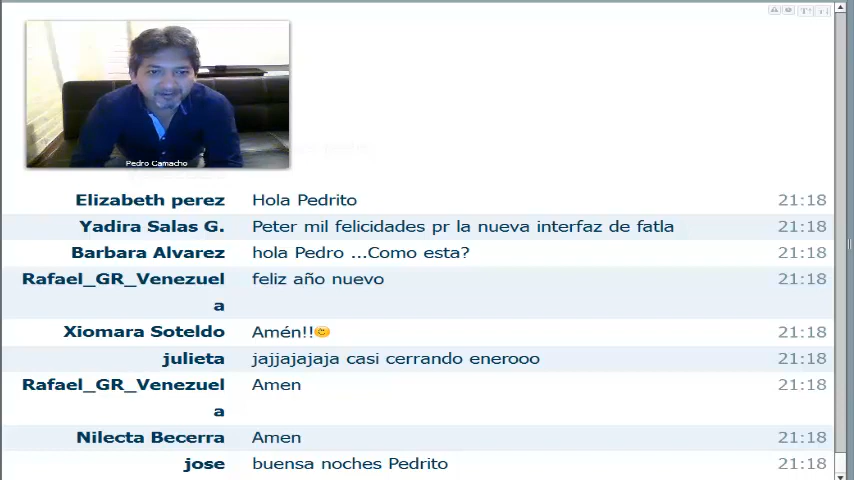 Pedro Camacho
Elizabeth perez Hola Pedrito 21:18
Yadira Salas G. Peter mil felicidades pr la nueva interfaz de fatla 21:18
Barbara Alvarez hola Pedro ...Como esta? 21:18
Rafael_GR_Venezuel feliz año nuevo 21:18
a
Xiomara Soteldo Amén!! 21:18
julieta jajjajajaja casi cerrando enerooo 21:18
Rafael_GR_Venezuel Amen 21:18
a
Nilecta Becerra Amen 21:18
jose buensa noches Pedrito 21:18